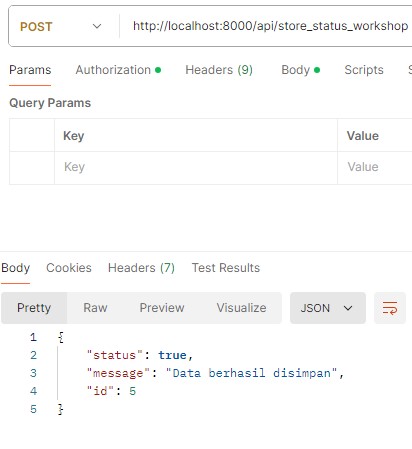 POST http://localhost:8000/api/store_status_workshop
Params Authorization Headers (9) Body Scripts S
Query Params
Key Value
Key Value
Body Cookies Headers (7) Test Results
Pretty Raw Preview Visualize JSON
1 {
2 "status": true,
3 "message": "Data berhasil disimpan",
4 "id": 5
5 }